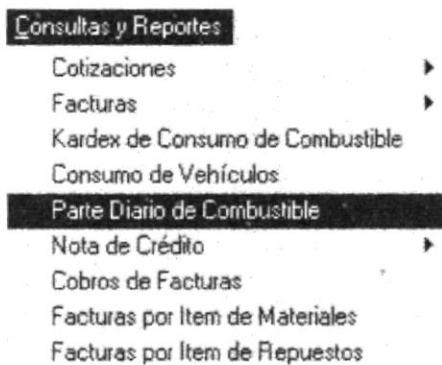 Consultas y Reportes
Cotizaciones
Facturas
Kardex de Consumo de Combustible
Consumo de Vehículos
Parte Diario de Combustible
Nota de Crédito
Cobros de Facturas
Facturas por Item de Materiales
Facturas por Item de Repuestos